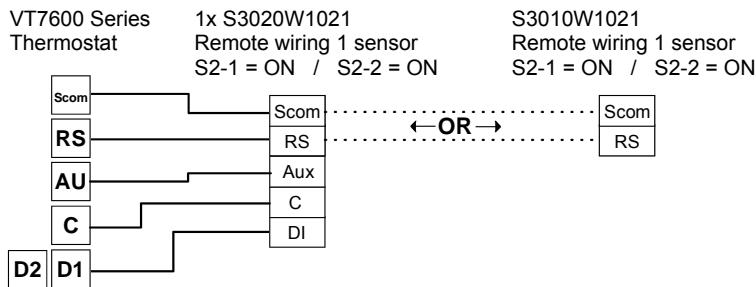 VT7600 Series
Thermostat
1x S3020W1021
Remote wiring 1 sensor
S2-1 = ON / S2-2 = ON
S3010W1021
Remote wiring 1 sensor
S2-1 = ON / S2-2 = ON
Scom
RS
AU
C
D2 D1
Scom
RS
Aux
C
DI
OR
Scom
RS